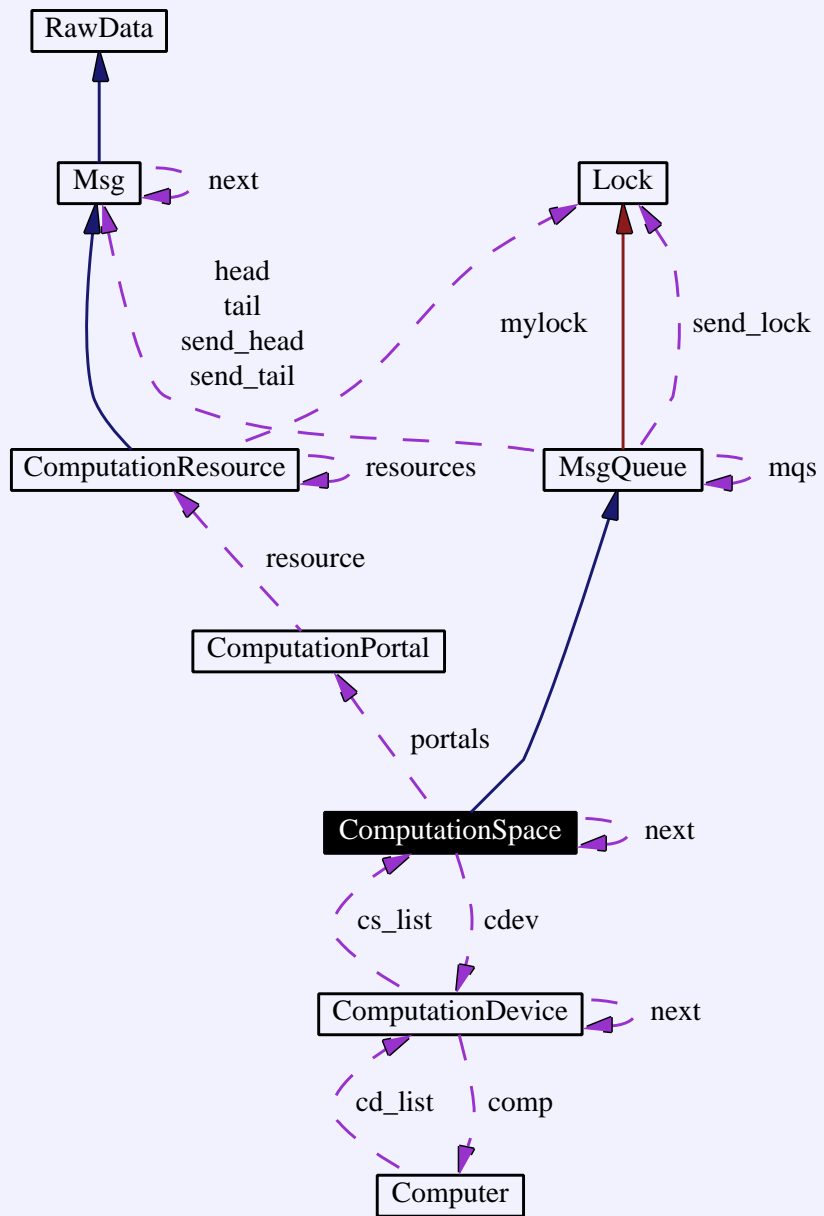 RawData
Msg
next
Lock
head
tail
send_head
send_tail
mylock
send_lock
ComputationResource
resources
MsgQueue
mqs
resource
ComputationPortal
portals
ComputationSpace
next
cs_list
cdev
ComputationDevice
next
cd_list
comp
Computer